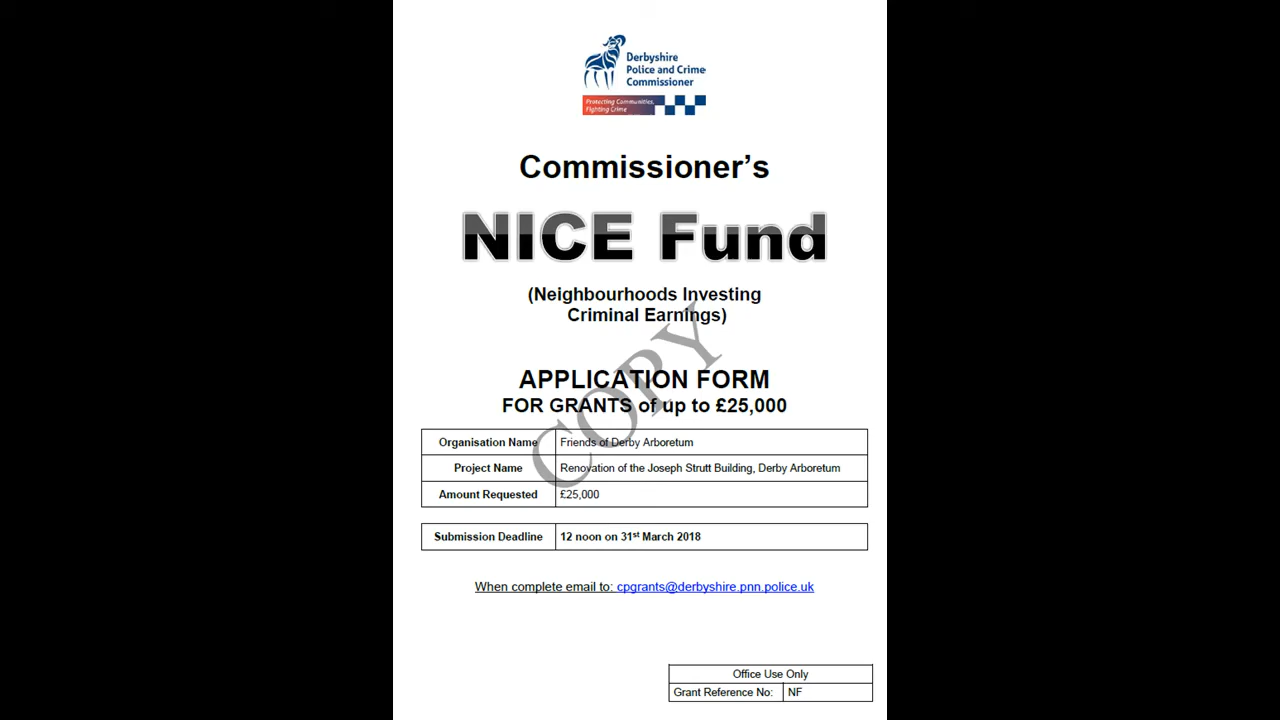 Derbyshire
Police and Crime
Commissioner
Protecting Communities,
Fighting Crime
Commissioner’s
NICE Fund
(Neighbourhoods Investing
Criminal Earnings)
COPY
APPLICATION FORM
FOR GRANTS of up to £25,000
Organisation Name Friends of Derby Arboretum
Project Name Renovation of the Joseph Strutt Building, Derby Arboretum
Amount Requested £25,000
Submission Deadline 12 noon on 31st March 2018
When complete email to: cpgrants@derbyshire.pnn.police.uk
Office Use Only
Grant Reference No: NF